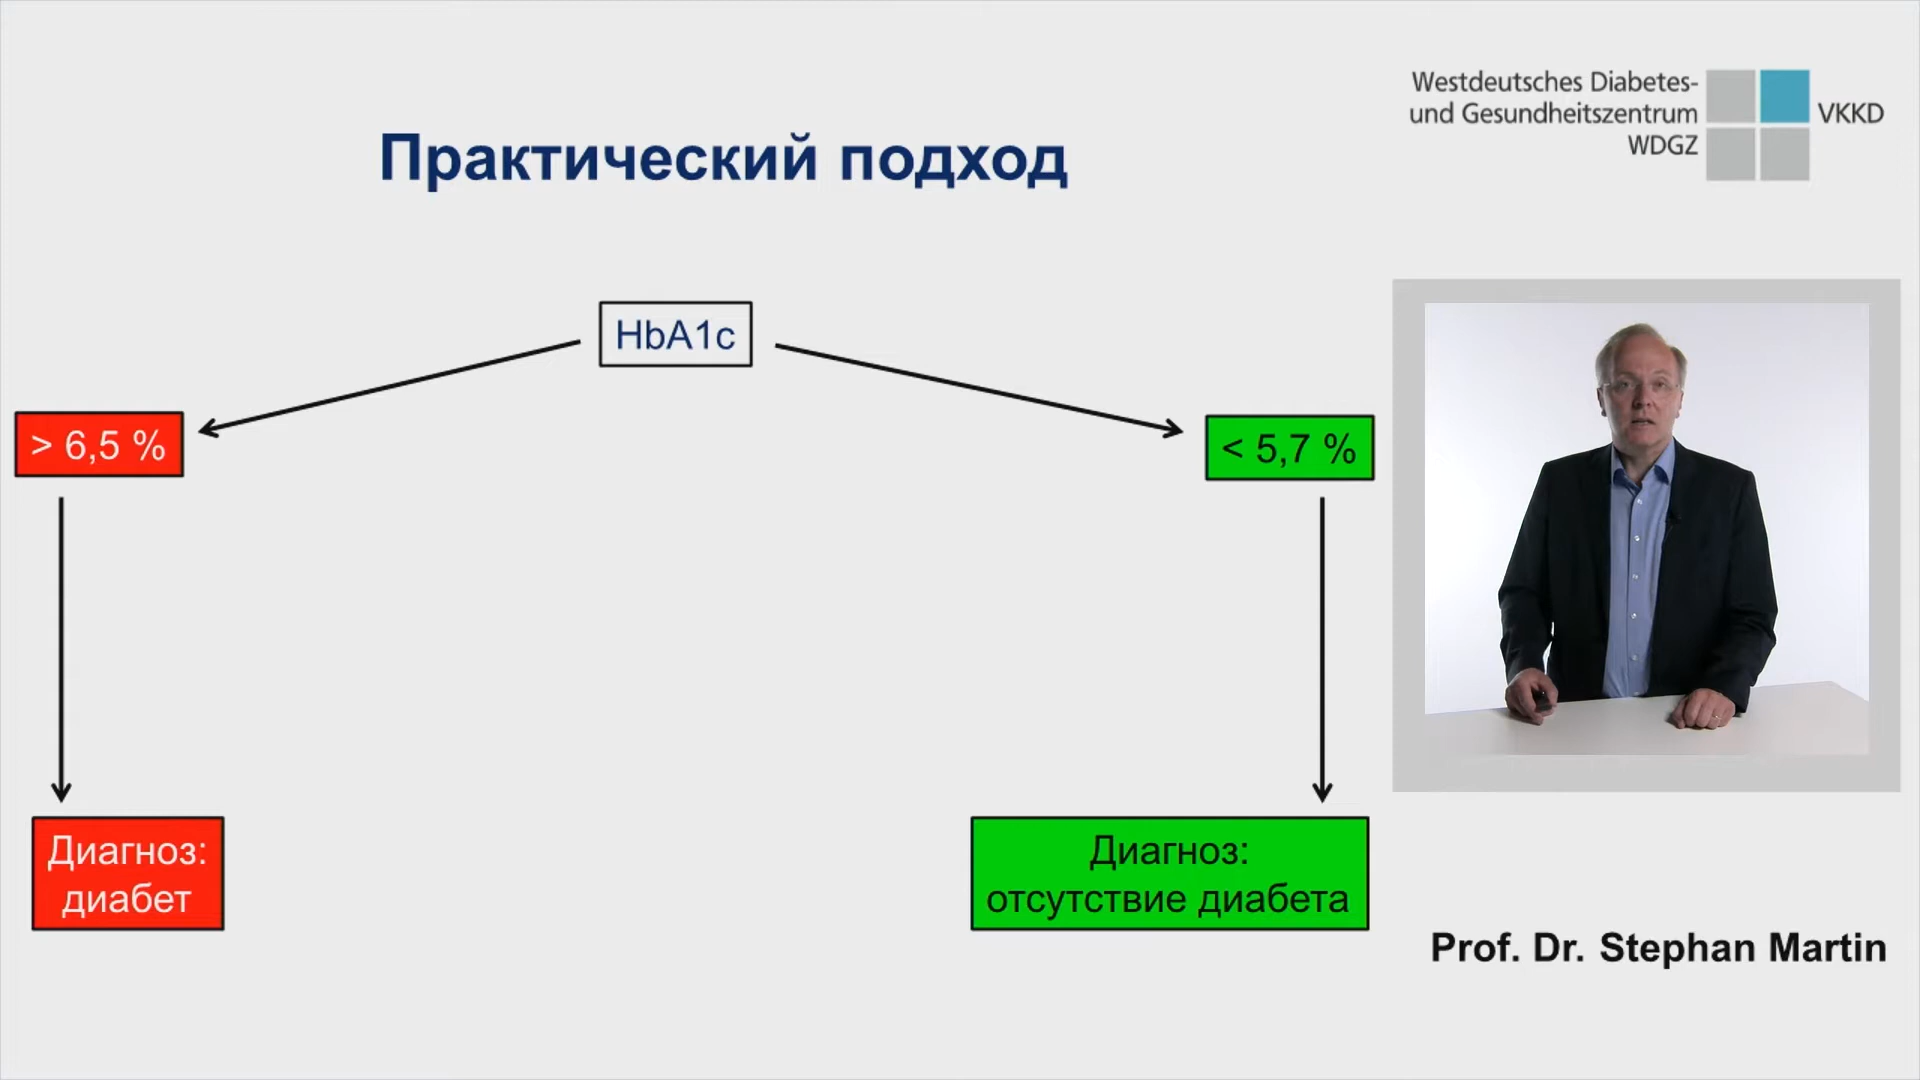 Westdeutsches Diabetes-
und Gesundheitszentrum
WDGZ
VKKD
Практический подход
HbA1c
> 6,5 %
< 5,7 %
Диагноз:
диабет
Диагноз:
отсутствие диабета
Prof. Dr. Stephan Martin